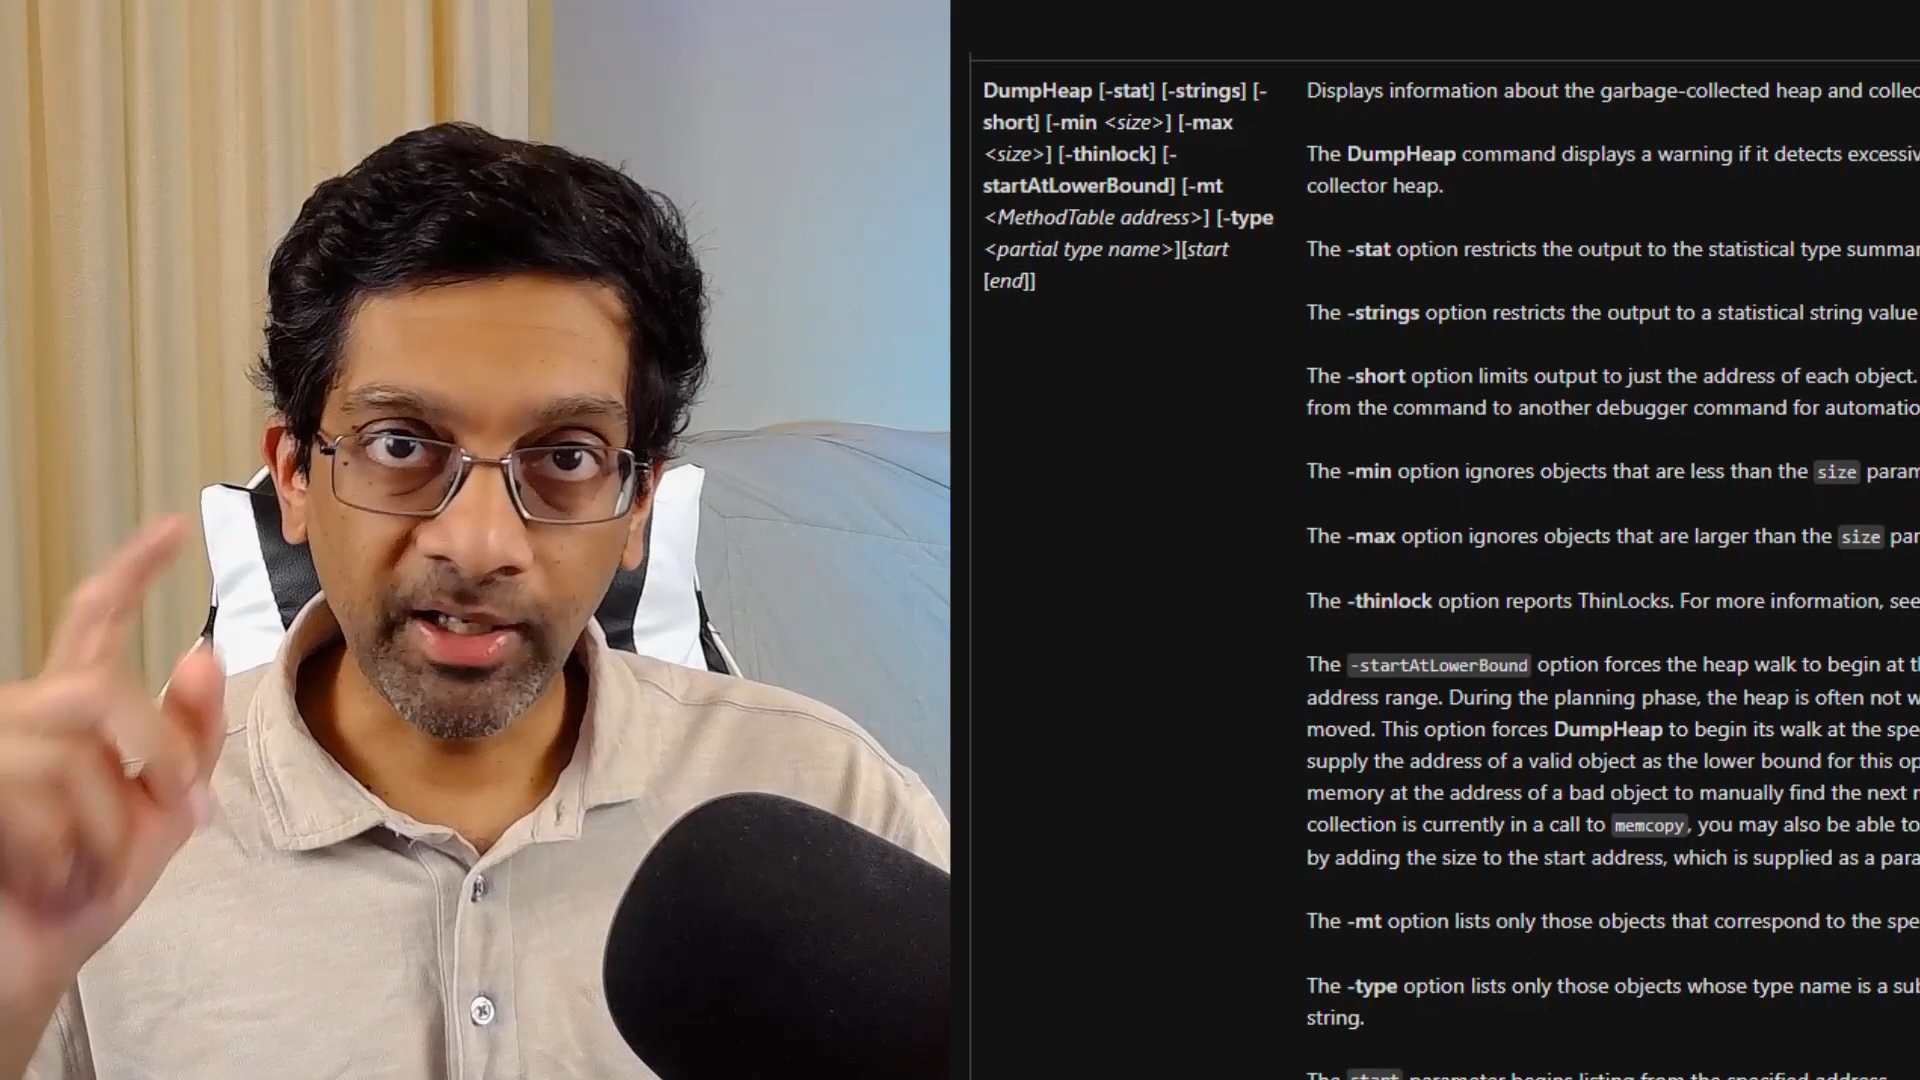 DumpHeap [-stat] [-strings] [-
short] [-min <size>] [-max
<size>] [-thinlock] [-
startAtLowerBound] [-mt
<MethodTable address>] [-type
<partial type name>][start
[end]]
Displays information about the garbage-collected heap and collec
The DumpHeap command displays a warning if it detects excessiv
collector heap.
The -stat option restricts the output to the statistical type summar
The -strings option restricts the output to a statistical string value
The -short option limits output to just the address of each object.
from the command to another debugger command for automatio
The -min option ignores objects that are less than the size param
The -max option ignores objects that are larger than the size par
The -thinlock option reports ThinLocks. For more information, see
The -startAtLowerBound option forces the heap walk to begin at t
address range. During the planning phase, the heap is often not w
moved. This option forces DumpHeap to begin its walk at the spe
supply the address of a valid object as the lower bound for this op
memory at the address of a bad object to manually find the next
collection is currently in a call to memcopy, you may also be able to
by adding the size to the start address, which is supplied as a para
The -mt option lists only those objects that correspond to the spe
The -type option lists only those objects whose type name is a sub
string.
The start parameter begins listing from the specified address.